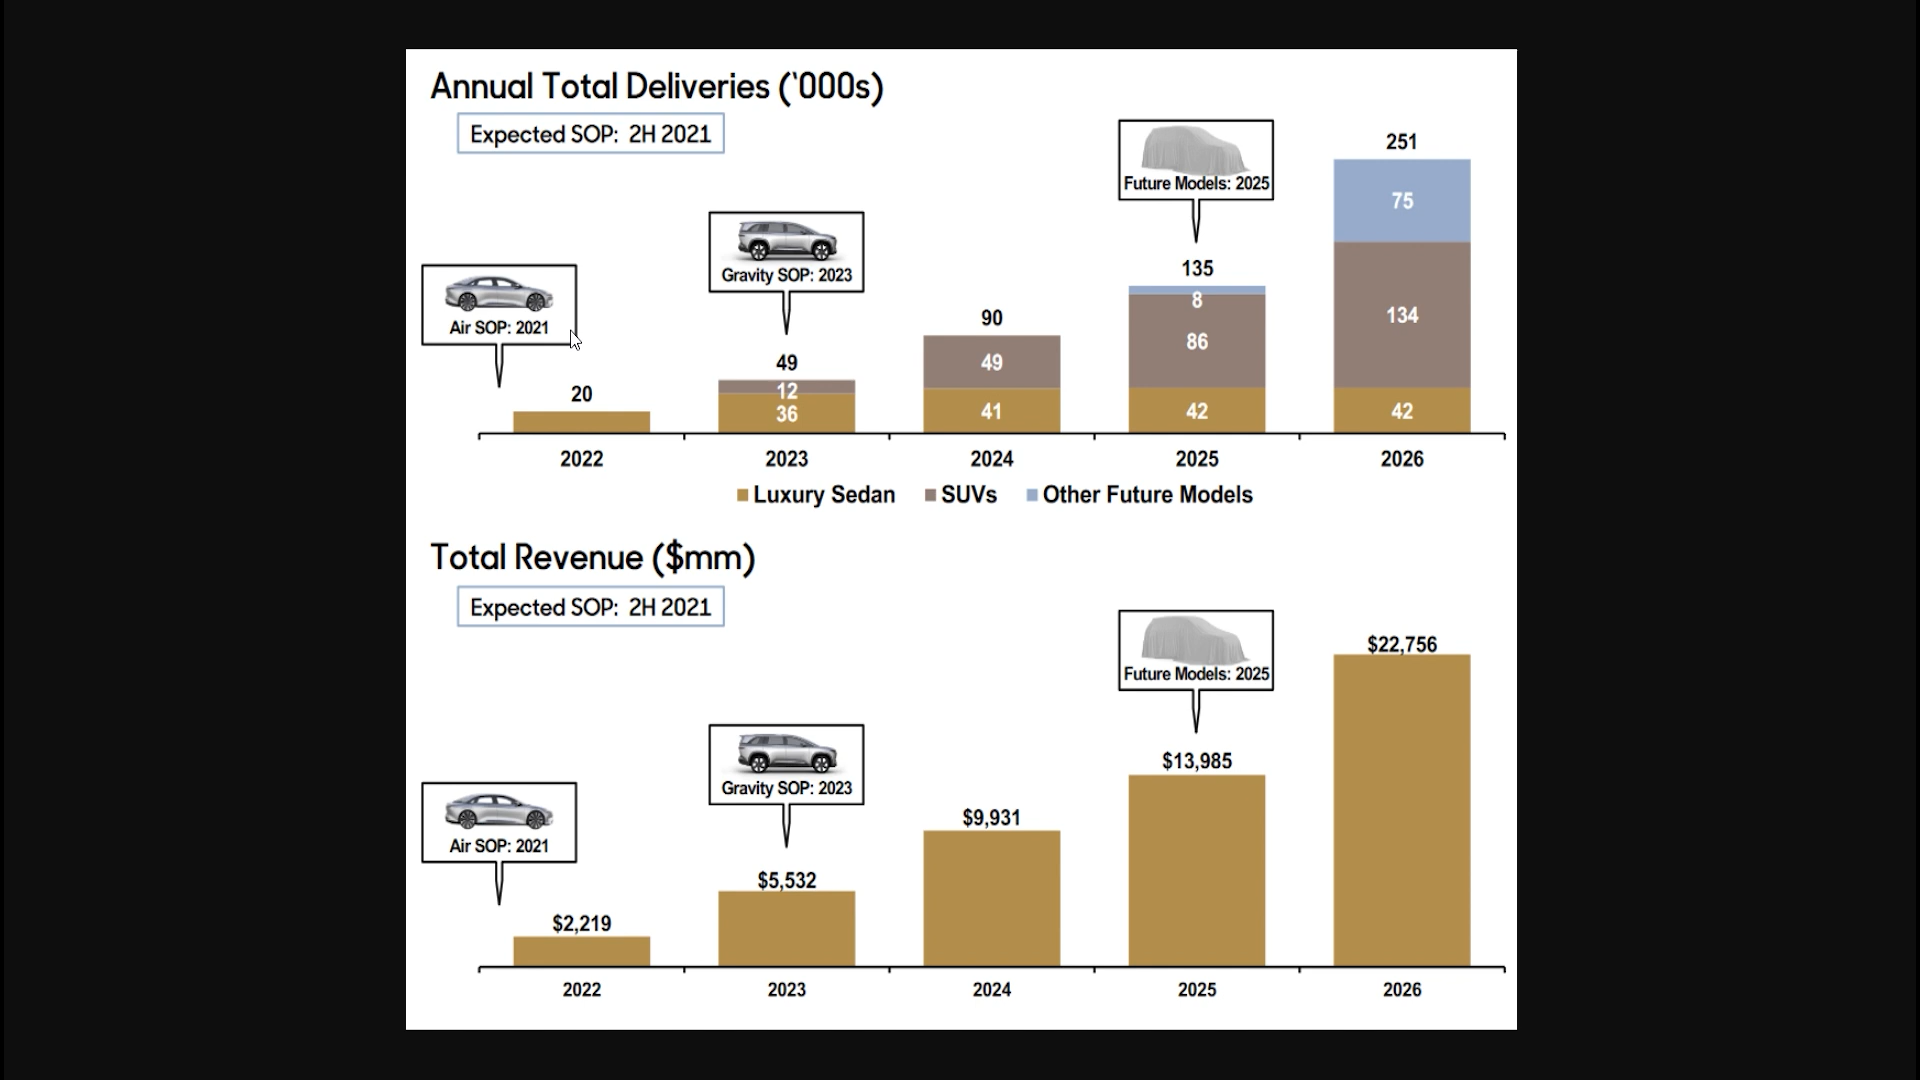 Annual Total Deliveries (‘000s)
Expected SOP: 2H 2021
Future Models: 2025
Gravity SOP: 2023
Air SOP: 2021
20
49
12
36
90
49
41
135
8
86
42
251
75
134
42
2022 2023 2024 2025 2026
Luxury Sedan SUVs Other Future Models
Total Revenue ($mm)
Expected SOP: 2H 2021
Future Models: 2025
Gravity SOP: 2023
Air SOP: 2021
$2,219
$5,532
$9,931
$13,985
$22,756
2022 2023 2024 2025 2026